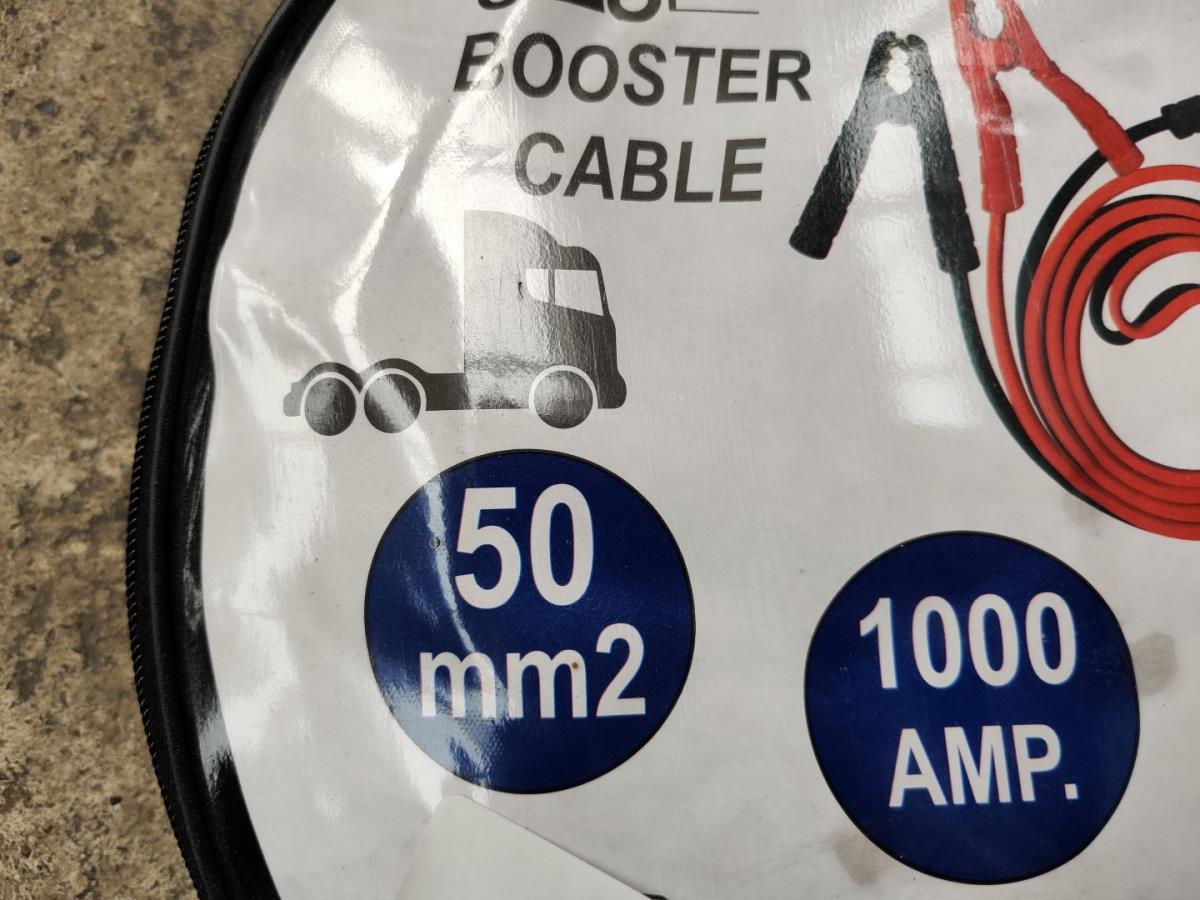 BOOSTER
CABLE
50
mm2
1000
AMP.